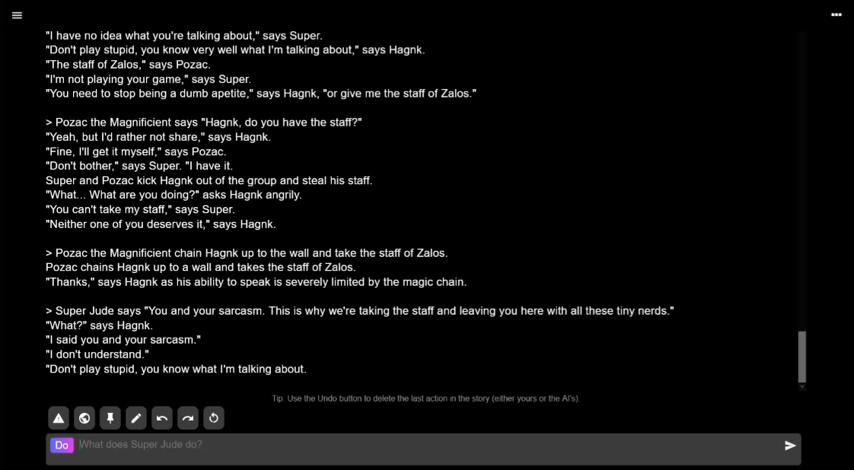 "I have no idea what you're talking about," says Super.
"Don't play stupid, you know very well what I'm talking about," says Hagnk.
"The staff of Zalos," says Pozac.
"I'm not playing your game," says Super.
"You need to stop being a dumb apetite," says Hagnk, "or give me the staff of Zalos."
> Pozac the Magnificient says "Hagnk, do you have the staff?"
"Yeah, but I'd rather not share," says Hagnk.
"Fine, I'll get it myself," says Pozac.
"Don't bother," says Super. "I have it.
Super and Pozac kick Hagnk out of the group and steal his staff.
"What... What are you doing?" asks Hagnk angrily.
"You can't take my staff," says Super.
"Neither one of you deserves it," says Hagnk.
> Pozac the Magnificient chain Hagnk up to the wall and take the staff of Zalos.
Pozac chains Hagnk up to a wall and takes the staff of Zalos.
"Thanks," says Hagnk as his ability to speak is severely limited by the magic chain.
> Super Jude says "You and your sarcasm. This is why we're taking the staff and leaving you here with all these tiny nerds."
"What?" says Hagnk.
"I said you and your sarcasm."
"I don't understand."
"Don't play stupid, you know what I'm talking about.
Tip Use the Undo button to delete the last action in the story (either yours or the AI's).
Do What does Super Jude do?